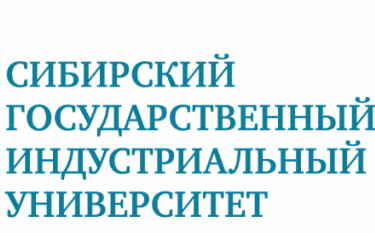 СИБИРСКИЙ
ГОСУДАРСТВЕННЫЙ
ИНДУСТРИАЛЬНЫЙ
УНИВЕРСИТЕТ